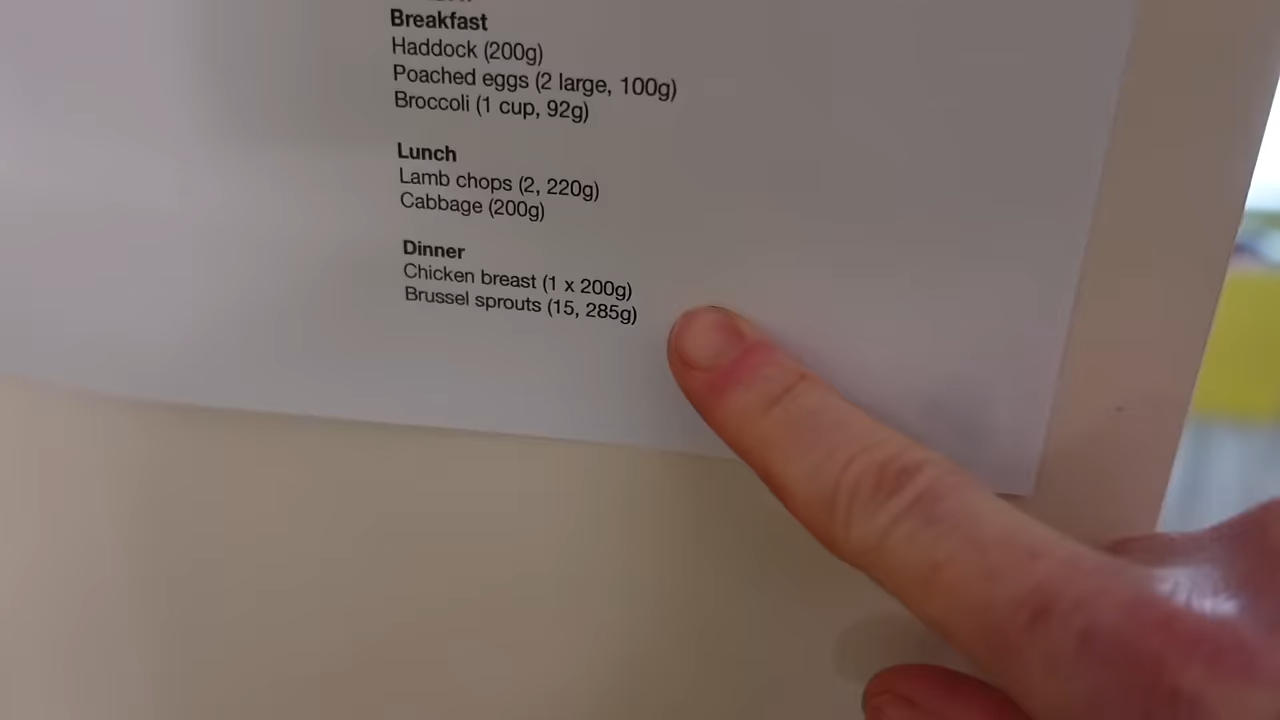 Breakfast
Haddock (200g)
Poached eggs (2 large, 100g)
Broccoli (1 cup, 92g)
Lunch
Lamb chops (2, 220g)
Cabbage (200g)
Dinner
Chicken breast (1 x 200g)
Brussel sprouts (15, 285g)